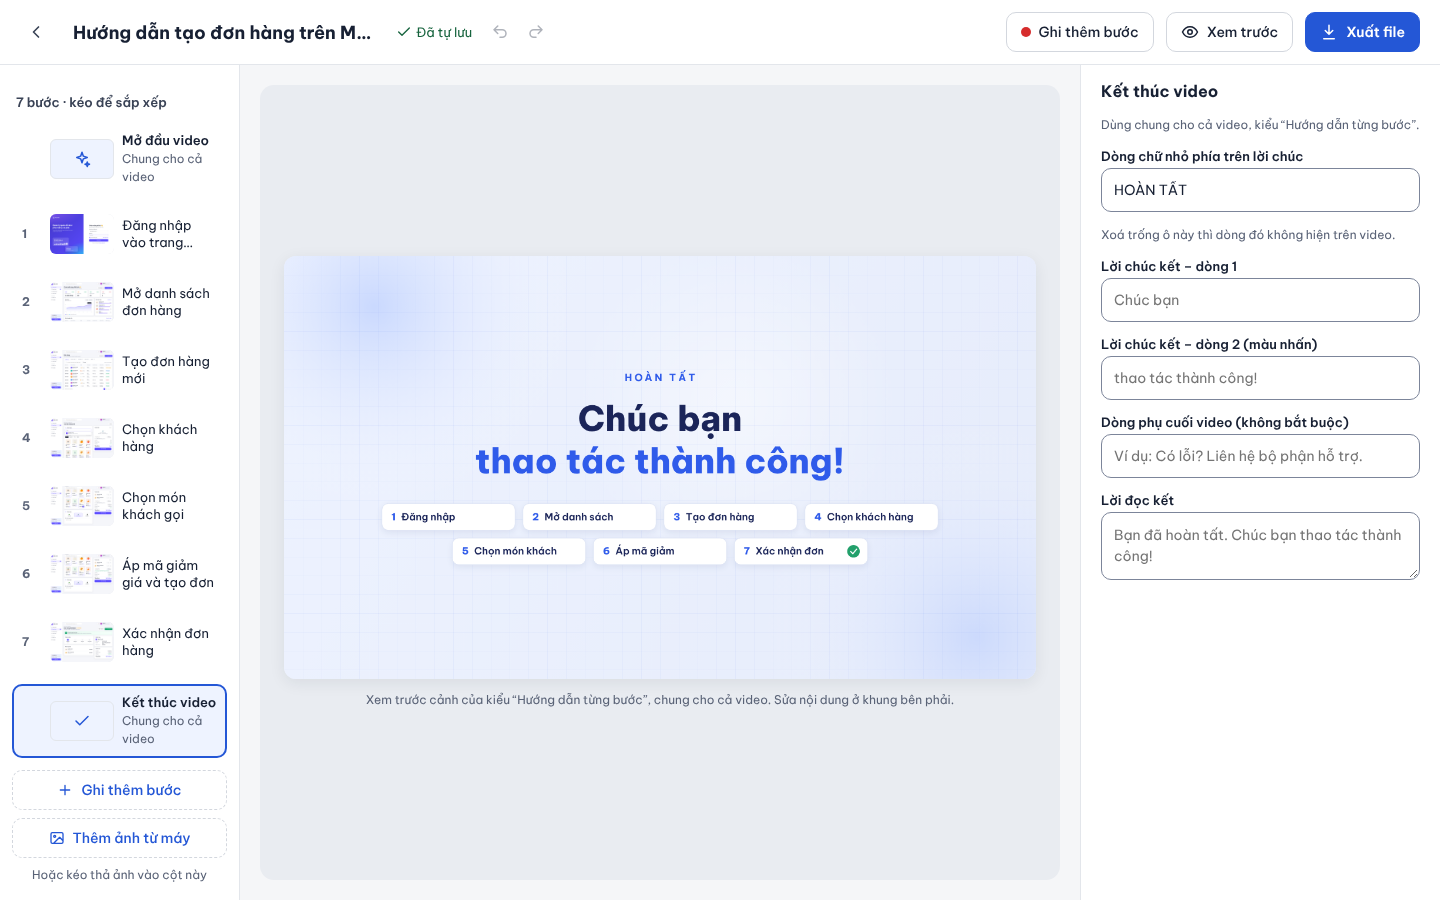 Hướng dẫn tạo đơn hàng trên M...
Đã tự lưu
Ghi thêm bước
Xem trước
Xuất file
7 bước · kéo để sắp xếp
Mở đầu video
Chung cho cả
video
1
Đăng nhập
vào trang...
2
Mở danh sách
đơn hàng
3
Tạo đơn hàng
mới
4
Chọn khách
hàng
5
Chọn món
khách gọi
6
Áp mã giảm
giá và tạo đơn
7
Xác nhận đơn
hàng
Kết thúc video
Chung cho cả
video
Ghi thêm bước
Thêm ảnh từ máy
Hoặc kéo thả ảnh vào cột này
HOÀN TẤT
Chúc bạn
thao tác thành công!
1 Đăng nhập
2 Mở danh sách
3 Tạo đơn hàng
4 Chọn khách hàng
5 Chọn món khách
6 Áp mã giảm
7 Xác nhận đơn
Xem trước cảnh của kiểu “Hướng dẫn từng bước”, chung cho cả video. Sửa nội dung ở khung bên phải.
Kết thúc video
Dùng chung cho cả video, kiểu “Hướng dẫn từng bước”.
Dòng chữ nhỏ phía trên lời chúc
HOÀN TẤT
Xoá trống ô này thì dòng đó không hiện trên video.
Lời chúc kết – dòng 1
Chúc bạn
Lời chúc kết – dòng 2 (màu nhấn)
thao tác thành công!
Dòng phụ cuối video (không bắt buộc)
Ví dụ: Có lỗi? Liên hệ bộ phận hỗ trợ.
Lời đọc kết
Bạn đã hoàn tất. Chúc bạn thao tác thành
công!